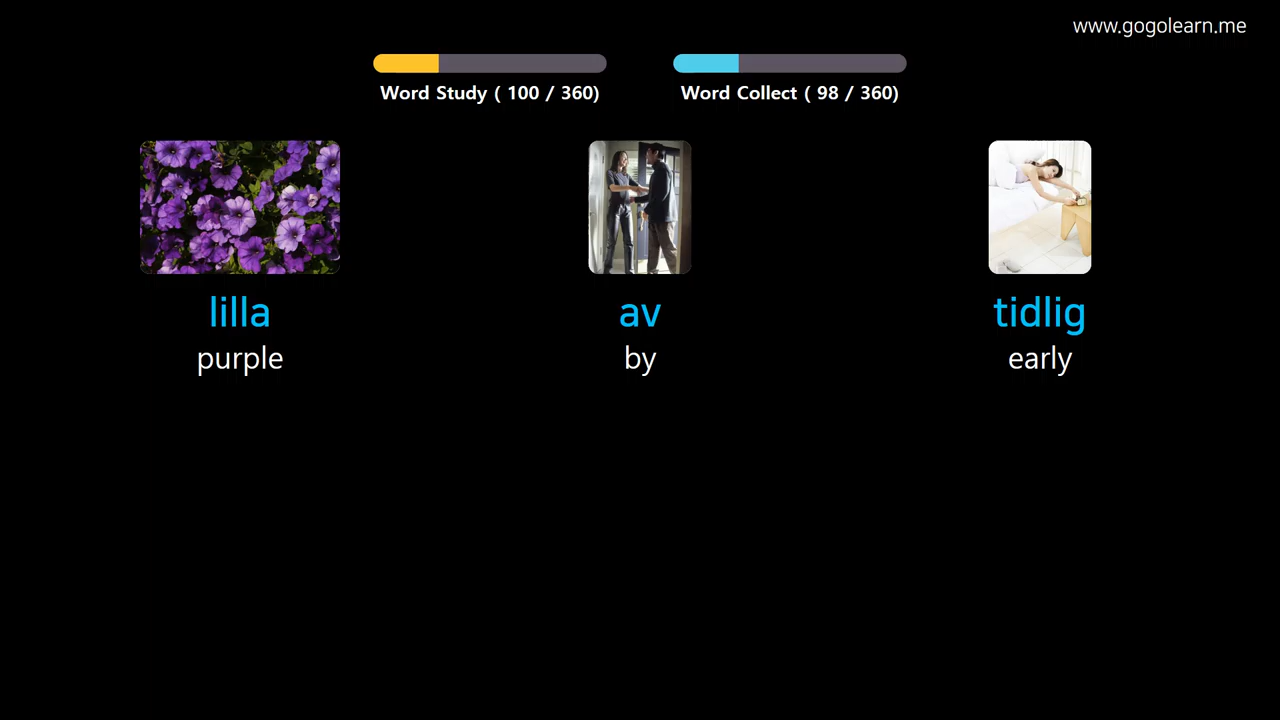 www.gogolearn.me
Word Study ( 100 / 360)
Word Collect ( 98 / 360)
lilla
purple
av
by
tidlig
early